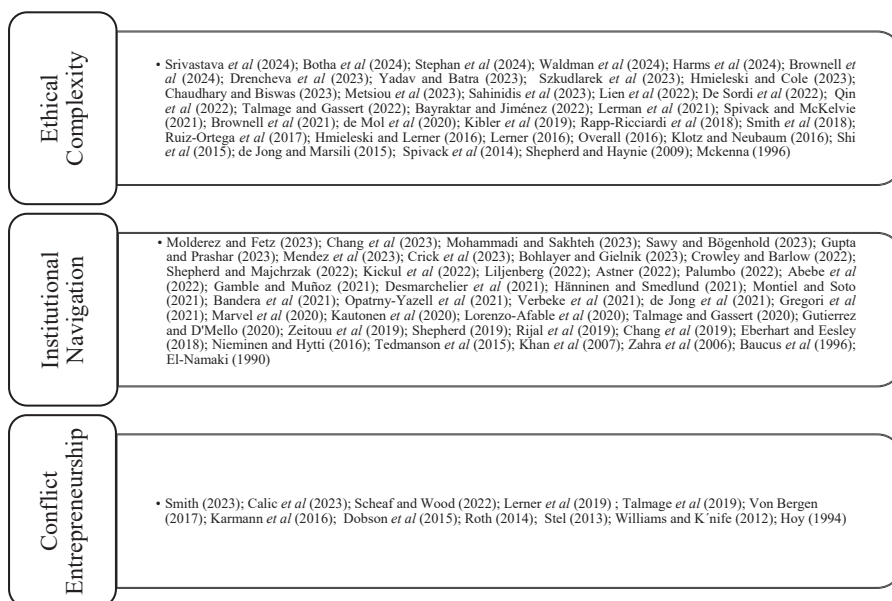 Ethical
Complexity
• Srivastava et al (2024); Botha et al (2024); Stephan et al (2024); Waldman et al (2024); Harms et al (2024); Brownell et
al (2024); Drencheva et al (2023); Yadav and Batra (2023); Szkudlarek et al (2023); Hmieleski and Cole (2023);
Chaudhary and Biswas (2023); Metsiou et al (2023); Sahinidis et al (2023); Lien et al (2022); De Sordi et al (2022); Qin
et al (2022); Talmage and Gassert (2022); Bayraktar and Jiménez (2022); Lerman et al (2021); Spivack and McKelvie
(2021); Brownell et al (2021); de Mol et al (2020); Kibler et al (2019); Rapp-Ricciardi et al (2018); Smith et al (2018);
Ruiz-Ortega et al (2017); Hmieleski and Lerner (2016); Lerner (2016); Overall (2016); Klotz and Neubaum (2016); Shi
et al (2015); de Jong and Marsili (2015); Spivack et al (2014); Shepherd and Haynie (2009); Mckenna (1996)
Institutional
Navigation
• Molderez and Fetz (2023); Chang et al (2023); Mohammadi and Sakhteh (2023); Sawy and Bögenhold (2023); Gupta
and Prashar (2023); Mendez et al (2023); Crick et al (2023); Bohlayer and Gielnik (2023); Crowley and Barlow (2022);
Shepherd and Majchrzak (2022); Kickul et al (2022); Liljenberg (2022); Astner (2022); Palumbo (2022); Abebe et al
(2022); Gamble and Muñoz (2021); Desmarchelier et al (2021); Hänninen and Smedlund (2021); Montiel and Soto
(2021); Bandera et al (2021); Opatrny-Yazell et al (2021); Verbeke et al (2021); de Jong et al (2021); Gregori et al
(2021); Marvel et al (2020); Kautonen et al (2020); Lorenzo-Afable et al (2020); Talmage and Gassert (2020); Gutierrez
and D'Mello (2020); Zeitouu et al (2019); Shepherd (2019); Rijal et al (2019); Chang et al (2019); Eberhart and Eesley
(2018); Nieminen and Hytti (2016); Tedmanson et al (2015); Khan et al (2007); Zahra et al (2006); Baucus et al (1996);
El-Namaki (1990)
Conflict
Entrepreneurship
• Smith (2023); Calic et al (2023); Scheaf and Wood (2022); Lerner et al (2019) ; Talmage et al (2019); Von Bergen
(2017); Karmann et al (2016); Dobson et al (2015); Roth (2014); Stel (2013); Williams and K´nife (2012); Hoy (1994)